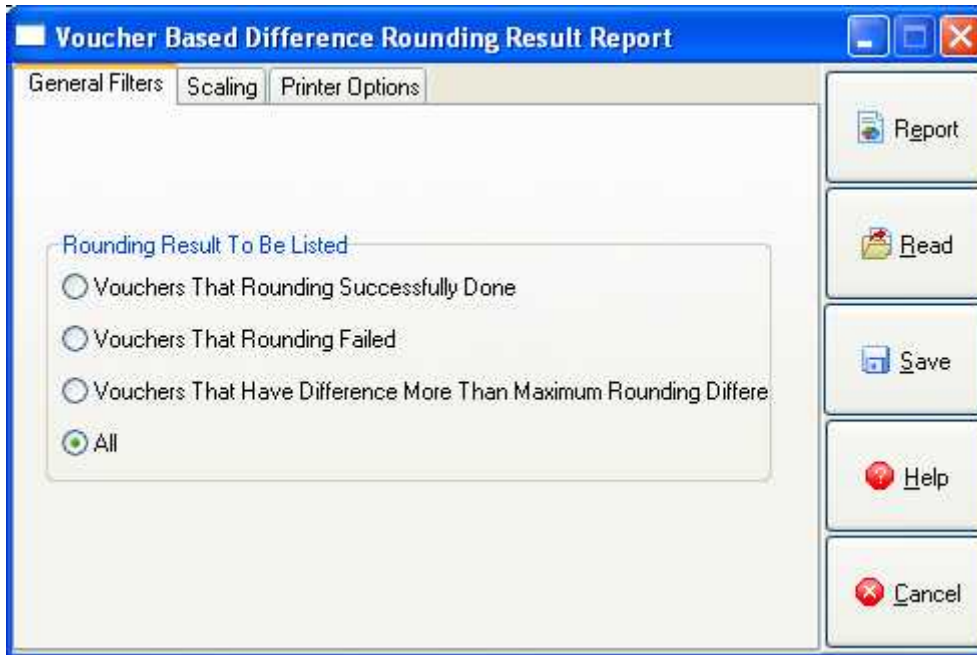 Voucher Based Difference Rounding Result Report
General Filters Scaling Printer Options
Rounding Result To Be Listed
Vouchers That Rounding Successfully Done
Vouchers That Rounding Failed
Vouchers That Have Difference More Than Maximum Rounding Differe
All
Report
Read
Save
Help
Cancel